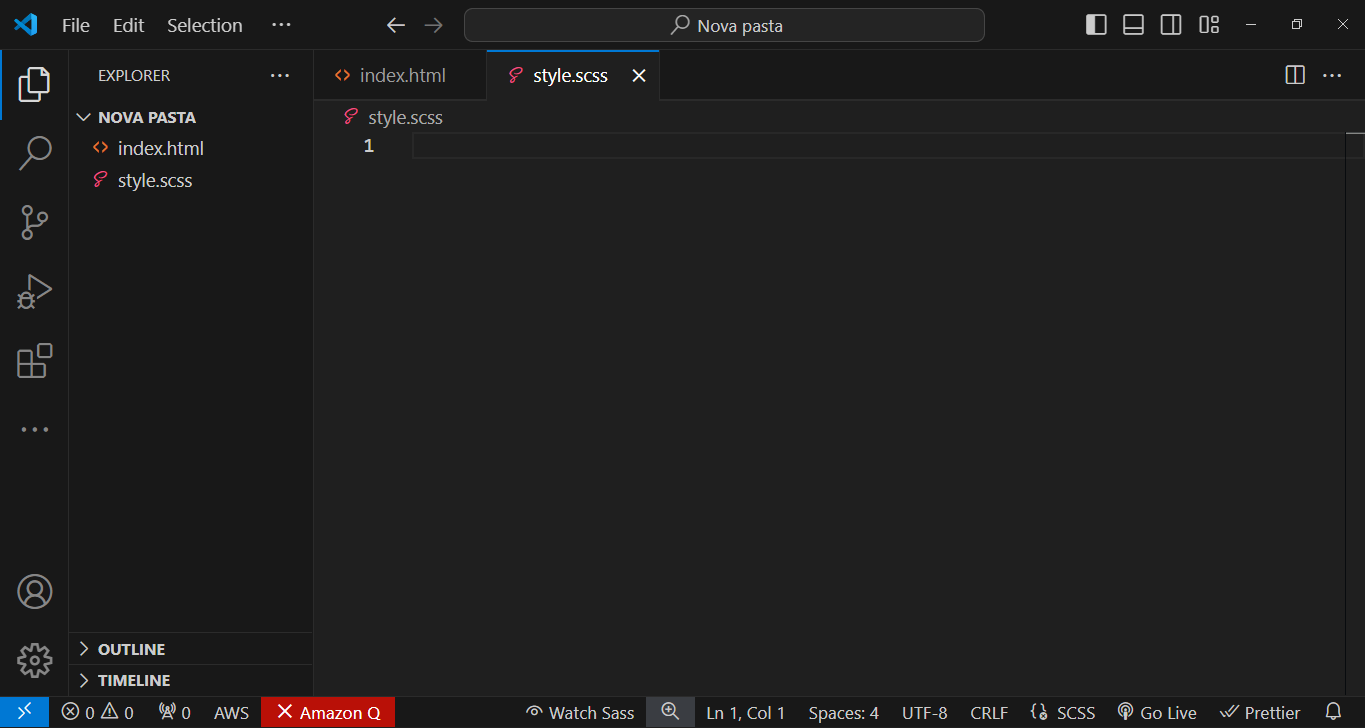 File Edit Selection ··· Nova pasta
EXPLORER ···
index.html style.scss ···
NOVA PASTA
index.html
style.scss
style.scss
1
OUTLINE
TIMELINE
0 0 0 AWS Amazon Q Watch Sass Ln 1, Col 1 Spaces: 4 UTF-8 CRLF SCSS Go Live Prettier